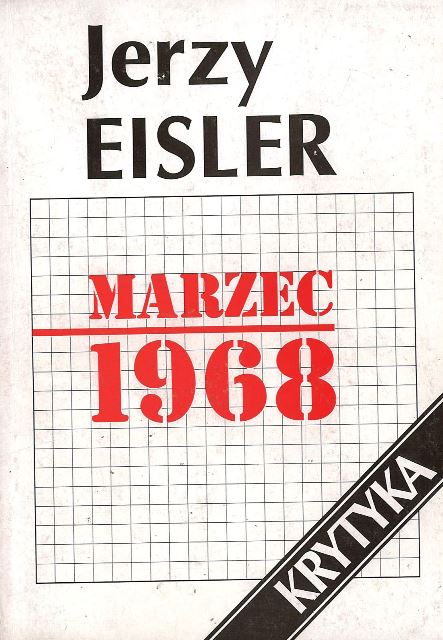 Jerzy
EISLER
MARZEC
1968
KRYTYKA